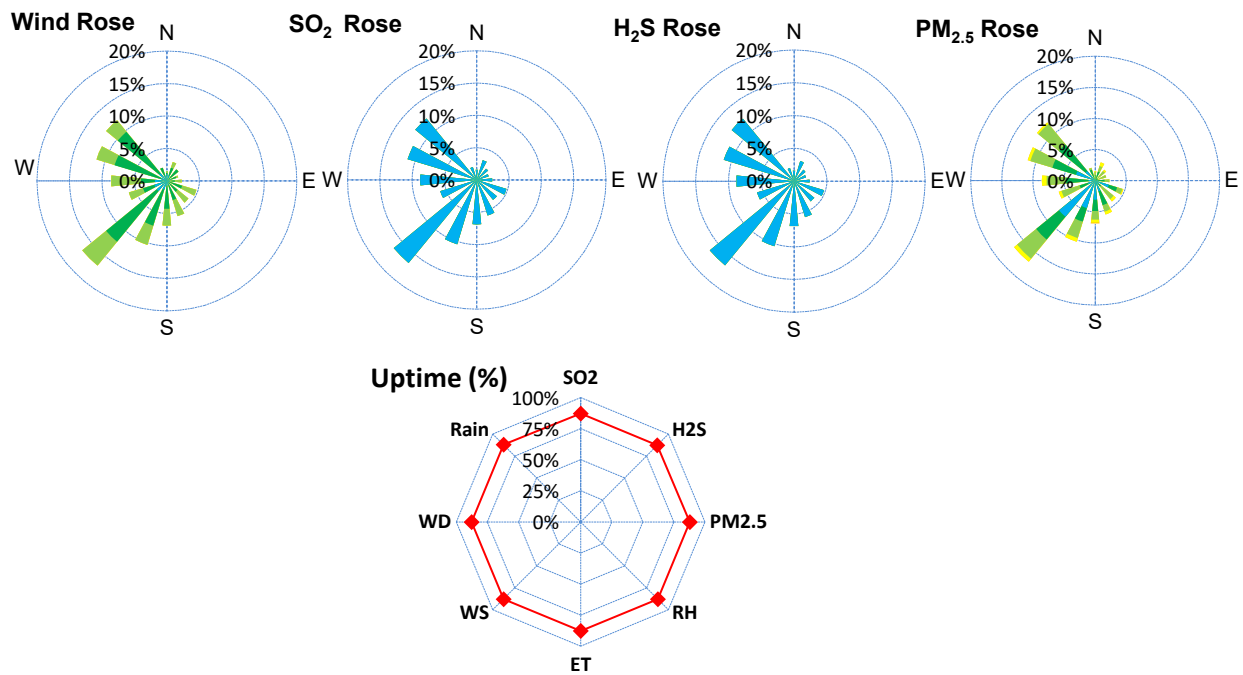 Wind Rose
N
20%
15%
10%
5%
0%
W
E
S
SO₂ Rose
N
20%
15%
10%
5%
0%
W
E
S
H₂S Rose
N
20%
15%
10%
5%
0%
W
E
S
PM₂.₅ Rose
N
20%
15%
10%
5%
0%
W
E
S
Uptime (%)
SO2
100%
75%
50%
25%
0%
Rain
H2S
WD
PM2.5
WS
RH
ET